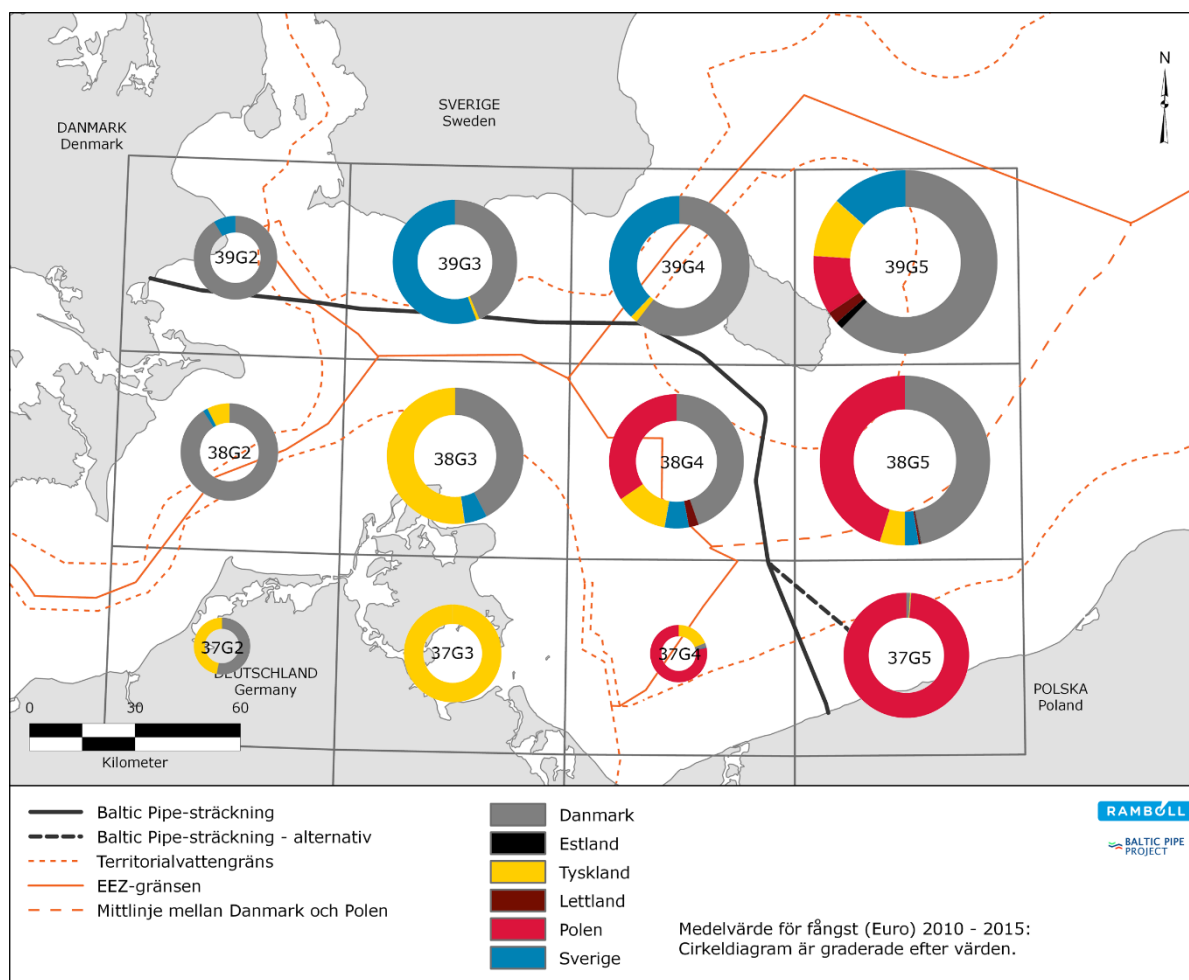 N
SVERIGE
Sweden
DANMARK
Denmark
39G2
39G3
39G4
39G5
38G2
38G3
38G4
38G5
37G2
37G3
37G4
37G5
DEUTSCHLAND
Germany
POLSKA
Poland
0 30 60
Kilometer
Baltic Pipe-sträckning
Baltic Pipe-sträckning - alternativ
Territorialvattengräns
EEZ-gränsen
Mittlinje mellan Danmark och Polen
Danmark
Estland
Tyskland
Lettland
Polen
Sverige
RAMBOLL
BALTIC PIPE
PROJECT
Medelvärde för fångst (Euro) 2010 - 2015:
Cirkeldiagram är graderade efter värden.